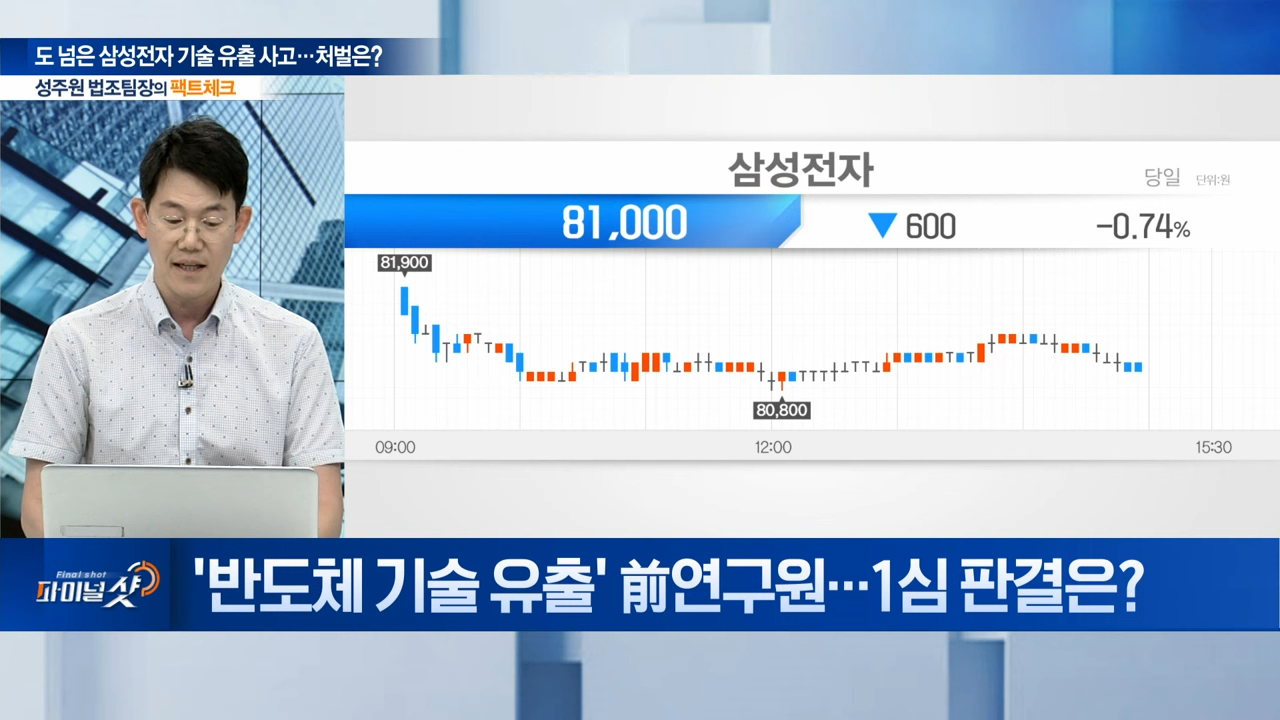 도 넘은 삼성전자 기술 유출 사고…처벌은?
성주원 법조팀장의 팩트체크
삼성전자
당일 단위:원
81,000 ▼600 -0.74%
81,900
80,800
09:00 12:00 15:30
Final shot
파이널샷
'반도체 기술 유출' 前연구원…1심 판결은?